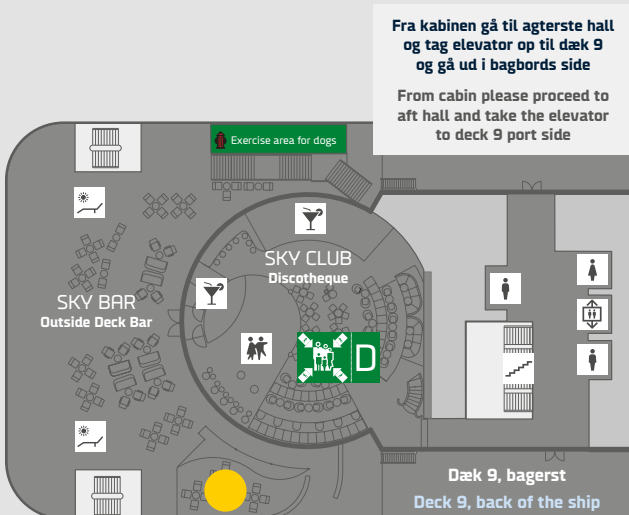 Fra kabinen gå til agterste hall
og tag elevator op til dæk 9
og gå ud i bagbords side
From cabin please proceed to
aft hall and take the elevator
to deck 9 port side
Exercise area for dogs
SKY CLUB
Discotheque
SKY BAR
Outside Deck Bar
D
Dæk 9, bagerst
Deck 9, back of the ship